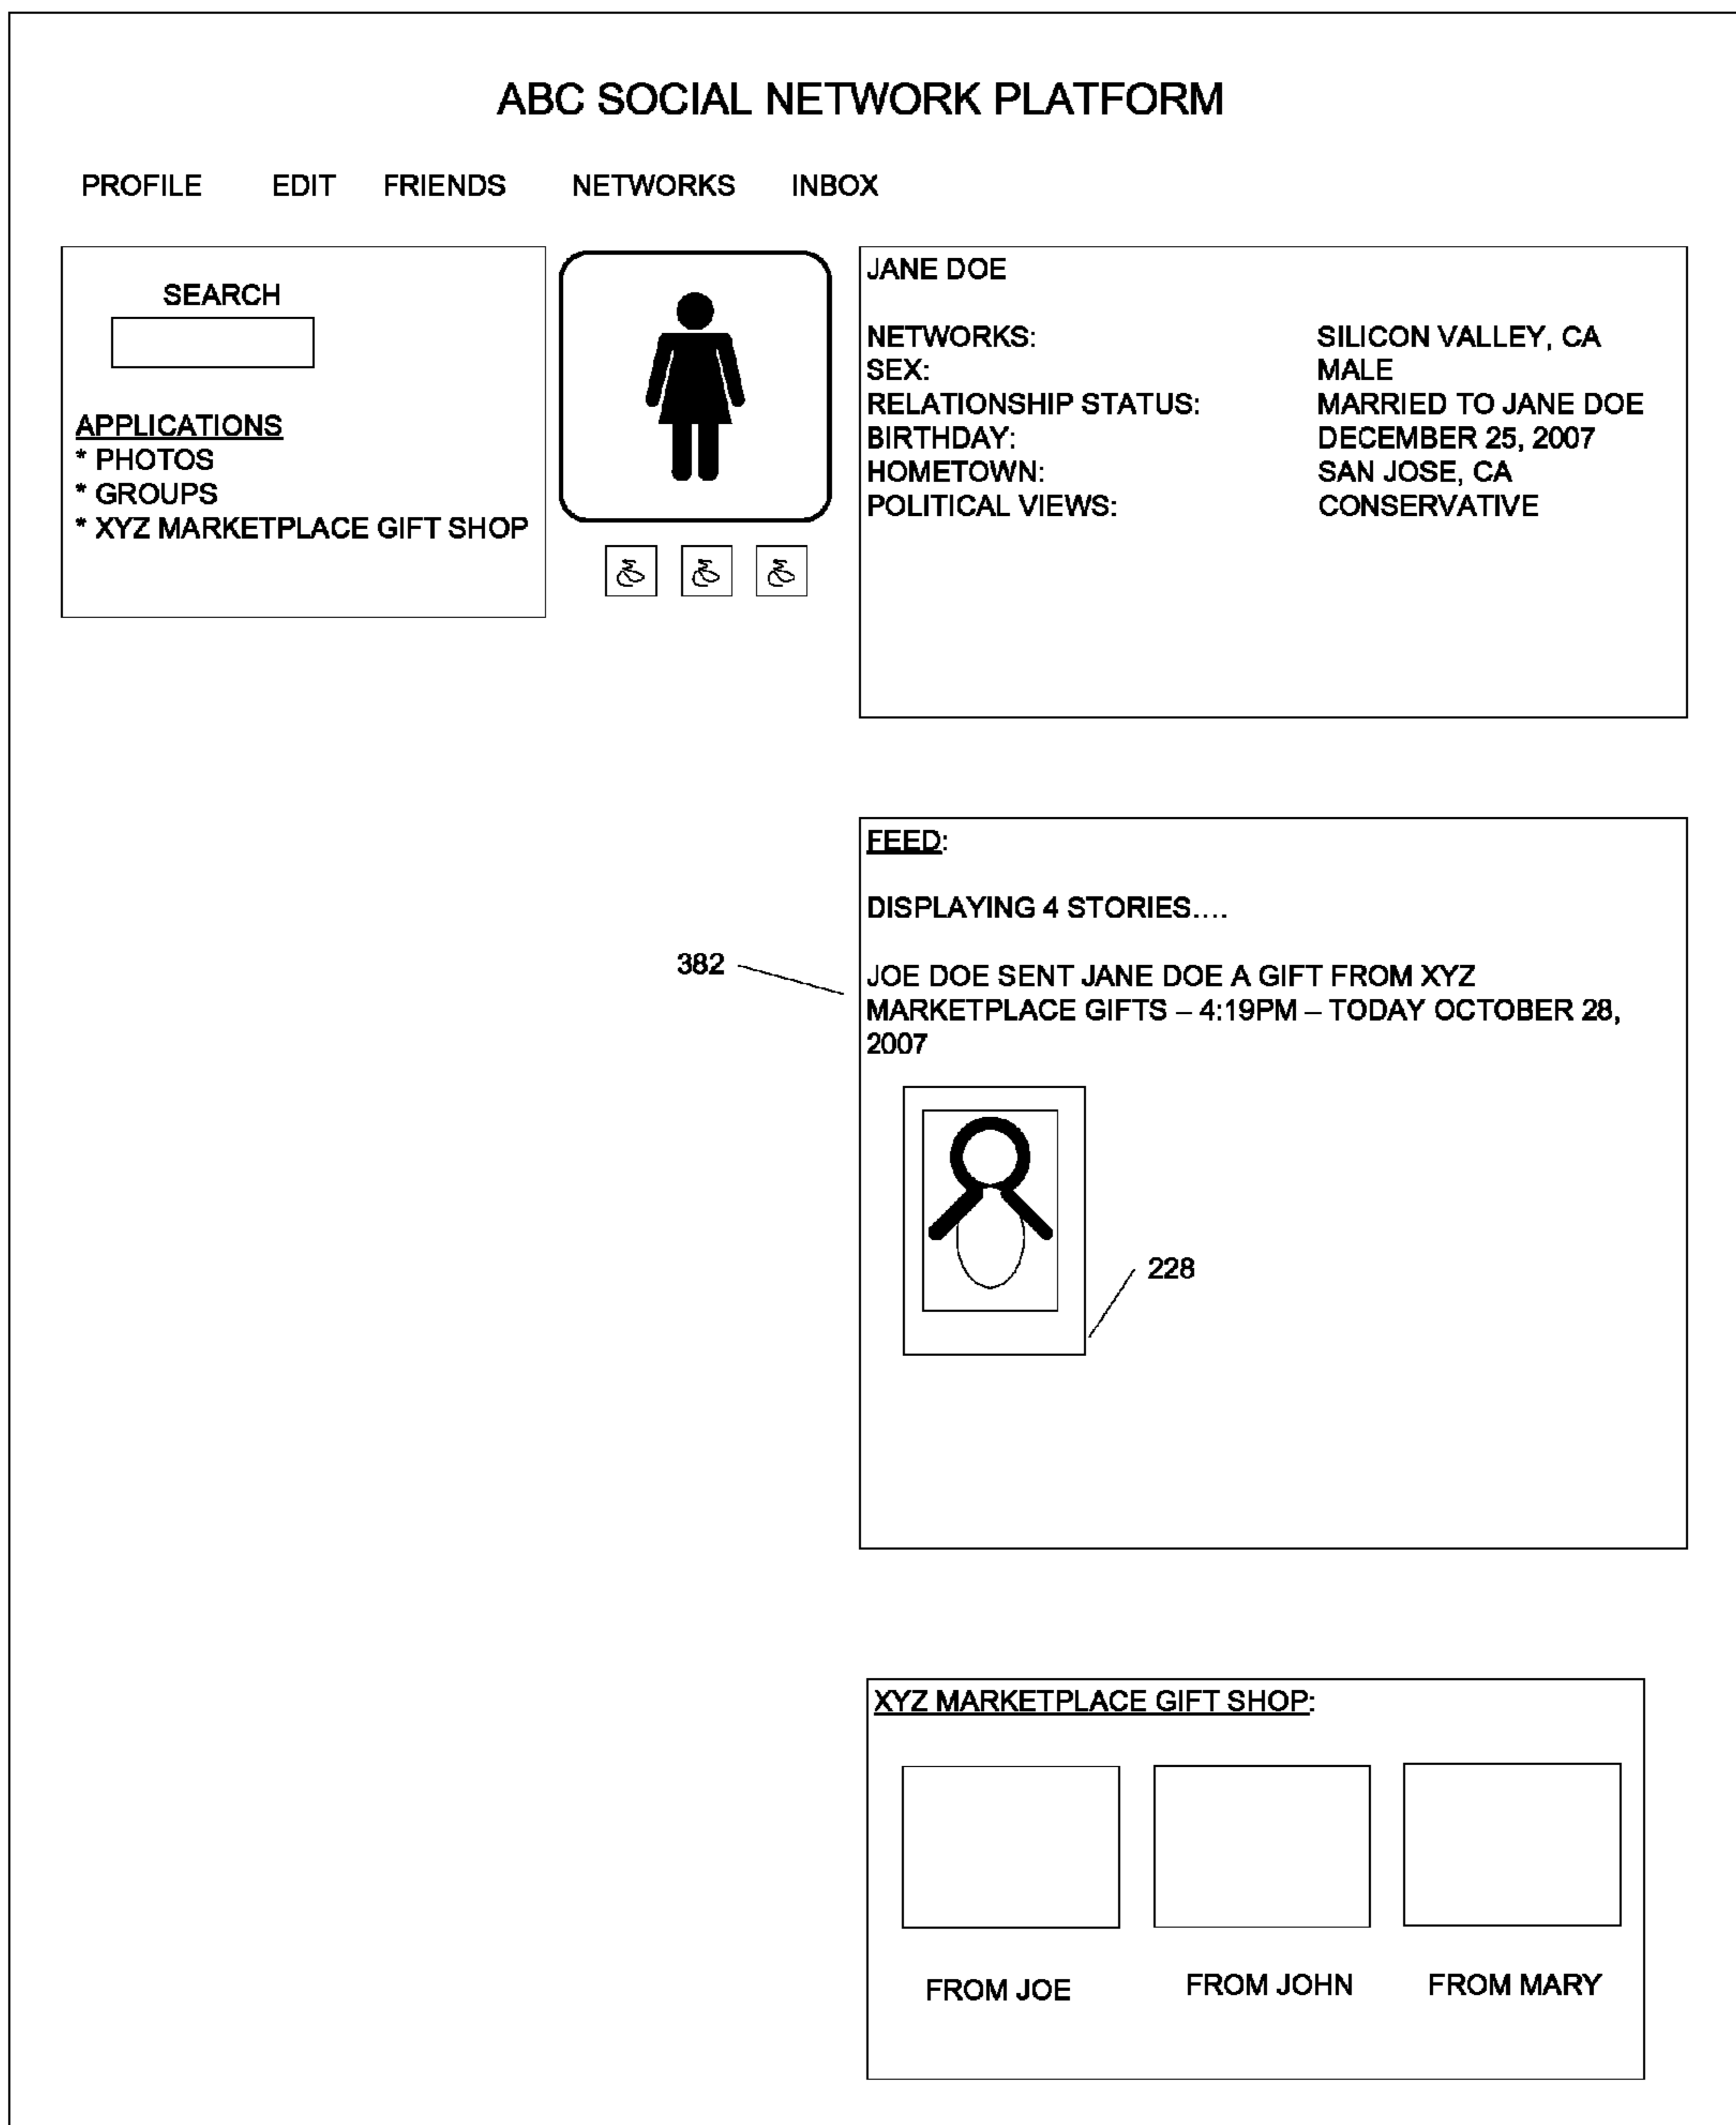 ABC SOCIAL NETWORK PLATFORM
PROFILE EDIT FRIENDS NETWORKS INBOX
SEARCH
APPLICATIONS
* PHOTOS
* GROUPS
* XYZ MARKETPLACE GIFT SHOP
JANE DOE
NETWORKS: SILICON VALLEY, CA
SEX: MALE
RELATIONSHIP STATUS: MARRIED TO JANE DOE
BIRTHDAY: DECEMBER 25, 2007
HOMETOWN: SAN JOSE, CA
POLITICAL VIEWS: CONSERVATIVE
FEED:
DISPLAYING 4 STORIES....
382
JOE DOE SENT JANE DOE A GIFT FROM XYZ
MARKETPLACE GIFTS – 4:19PM – TODAY OCTOBER 28,
2007
228
XYZ MARKETPLACE GIFT SHOP:
FROM JOE FROM JOHN FROM MARY